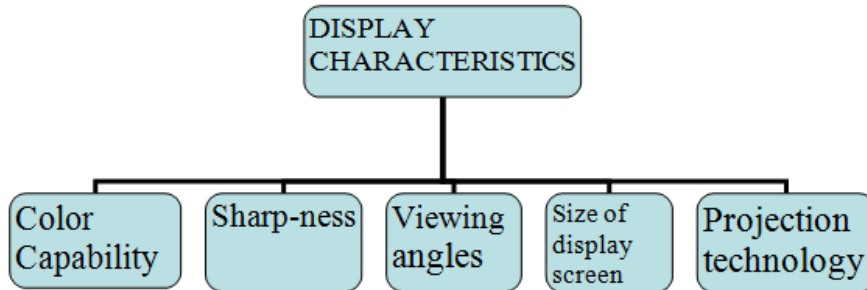 DISPLAY
CHARACTERISTICS
Color
Capability
Sharp-ness
Viewing
angles
Size of
display
screen
Projection
technology